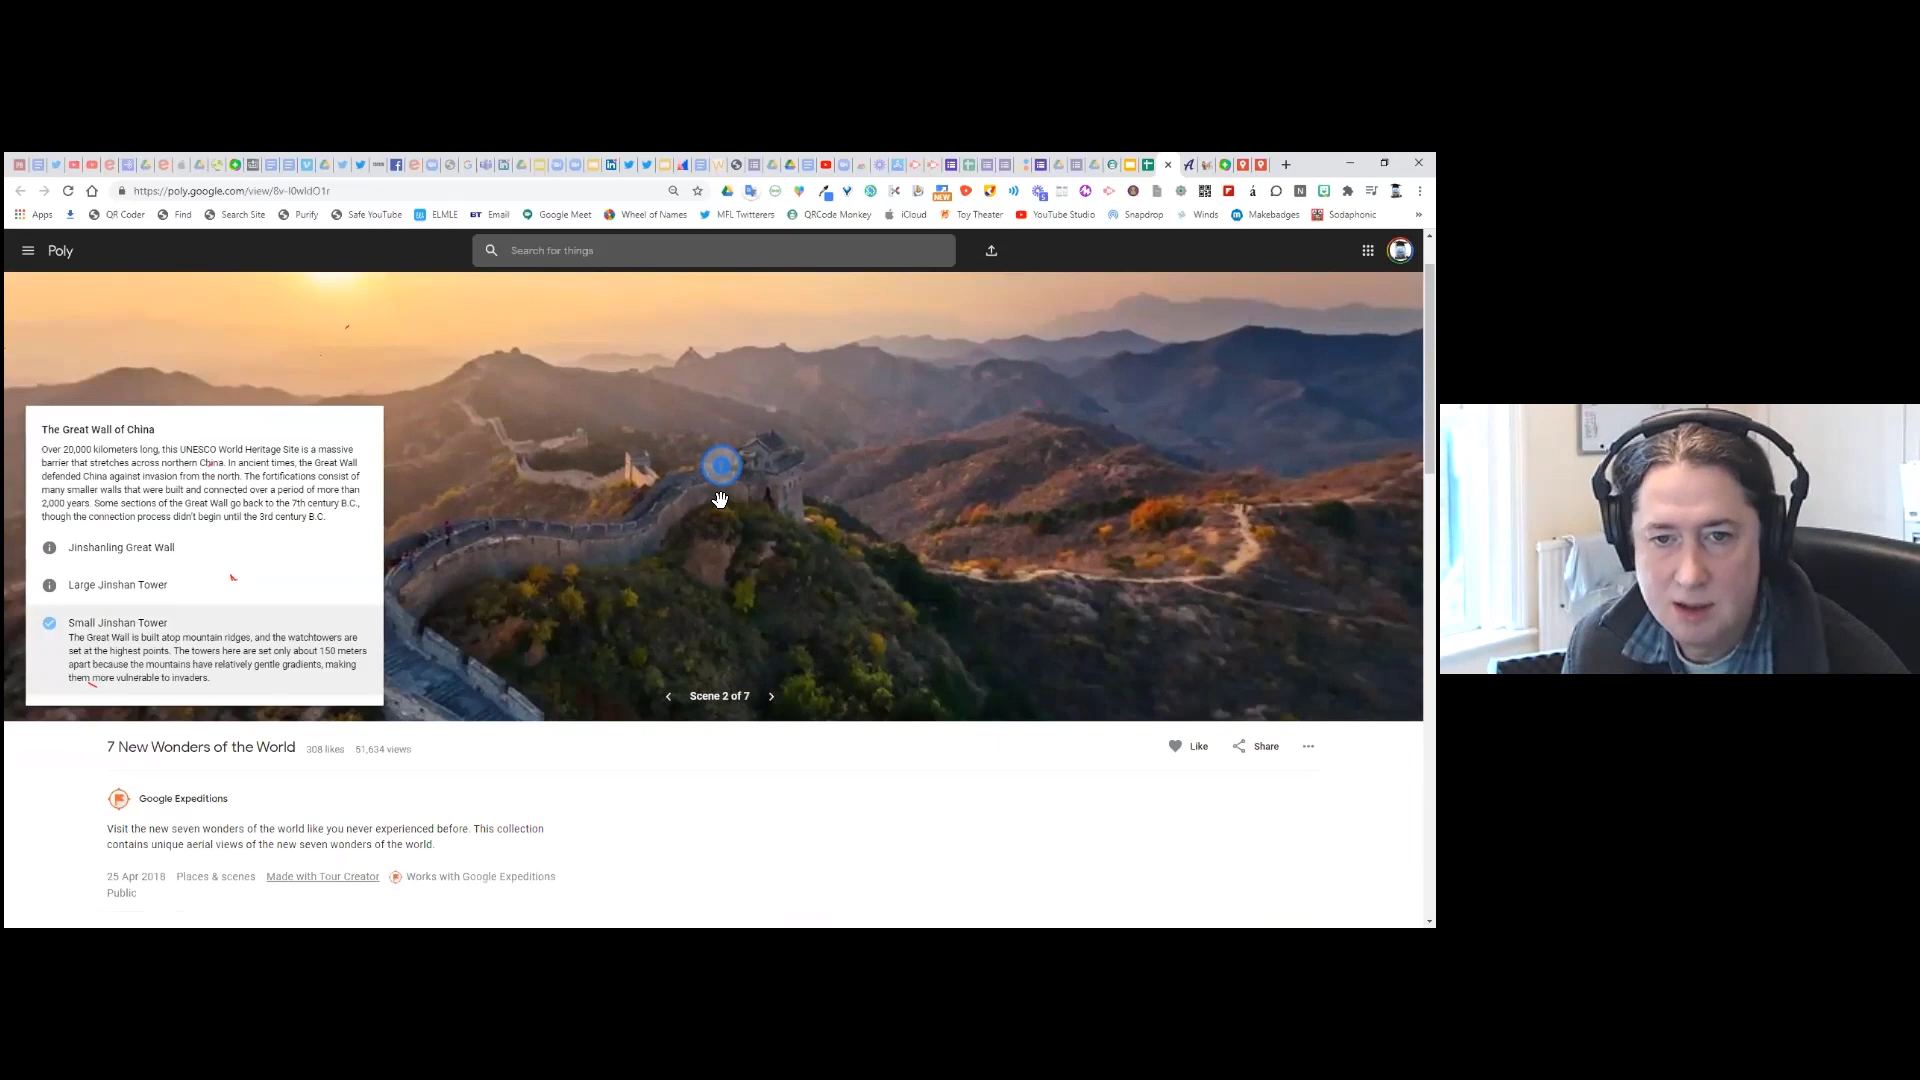 https://poly.google.com/view/8v-I0wldO1r
Apps
QR Coder
Find
Search Site
Purify
Safe YouTube
ELMLE
BT Email
Google Meet
Wheel of Names
MFL Twitterers
QRCode Monkey
iCloud
Toy Theater
YouTube Studio
Snapdrop
Winds
Makebadges
Sodaphonic
Poly
Search for things
The Great Wall of China
Over 20,000 kilometers long, this UNESCO World Heritage Site is a massive
barrier that stretches across northern China. In ancient times, the Great Wall
defended China against invasion from the north. The fortifications consist of
many smaller walls that were built and connected over a period of more than
2,000 years. Some sections of the Great Wall go back to the 7th century B.C.,
though the connection process didn't begin until the 3rd century B.C.
Jinshanling Great Wall
Large Jinshan Tower
Small Jinshan Tower
The Great Wall is built atop mountain ridges, and the watchtowers are
set at the highest points. The towers here are set only about 150 meters
apart because the mountains have relatively gentle gradients, making
them more vulnerable to invaders.
Scene 2 of 7
7 New Wonders of the World 308 likes 51,634 views
Like
Share
Google Expeditions
Visit the new seven wonders of the world like you never experienced before. This collection
contains unique aerial views of the new seven wonders of the world.
25 Apr 2018 Places & scenes Made with Tour Creator Works with Google Expeditions
Public